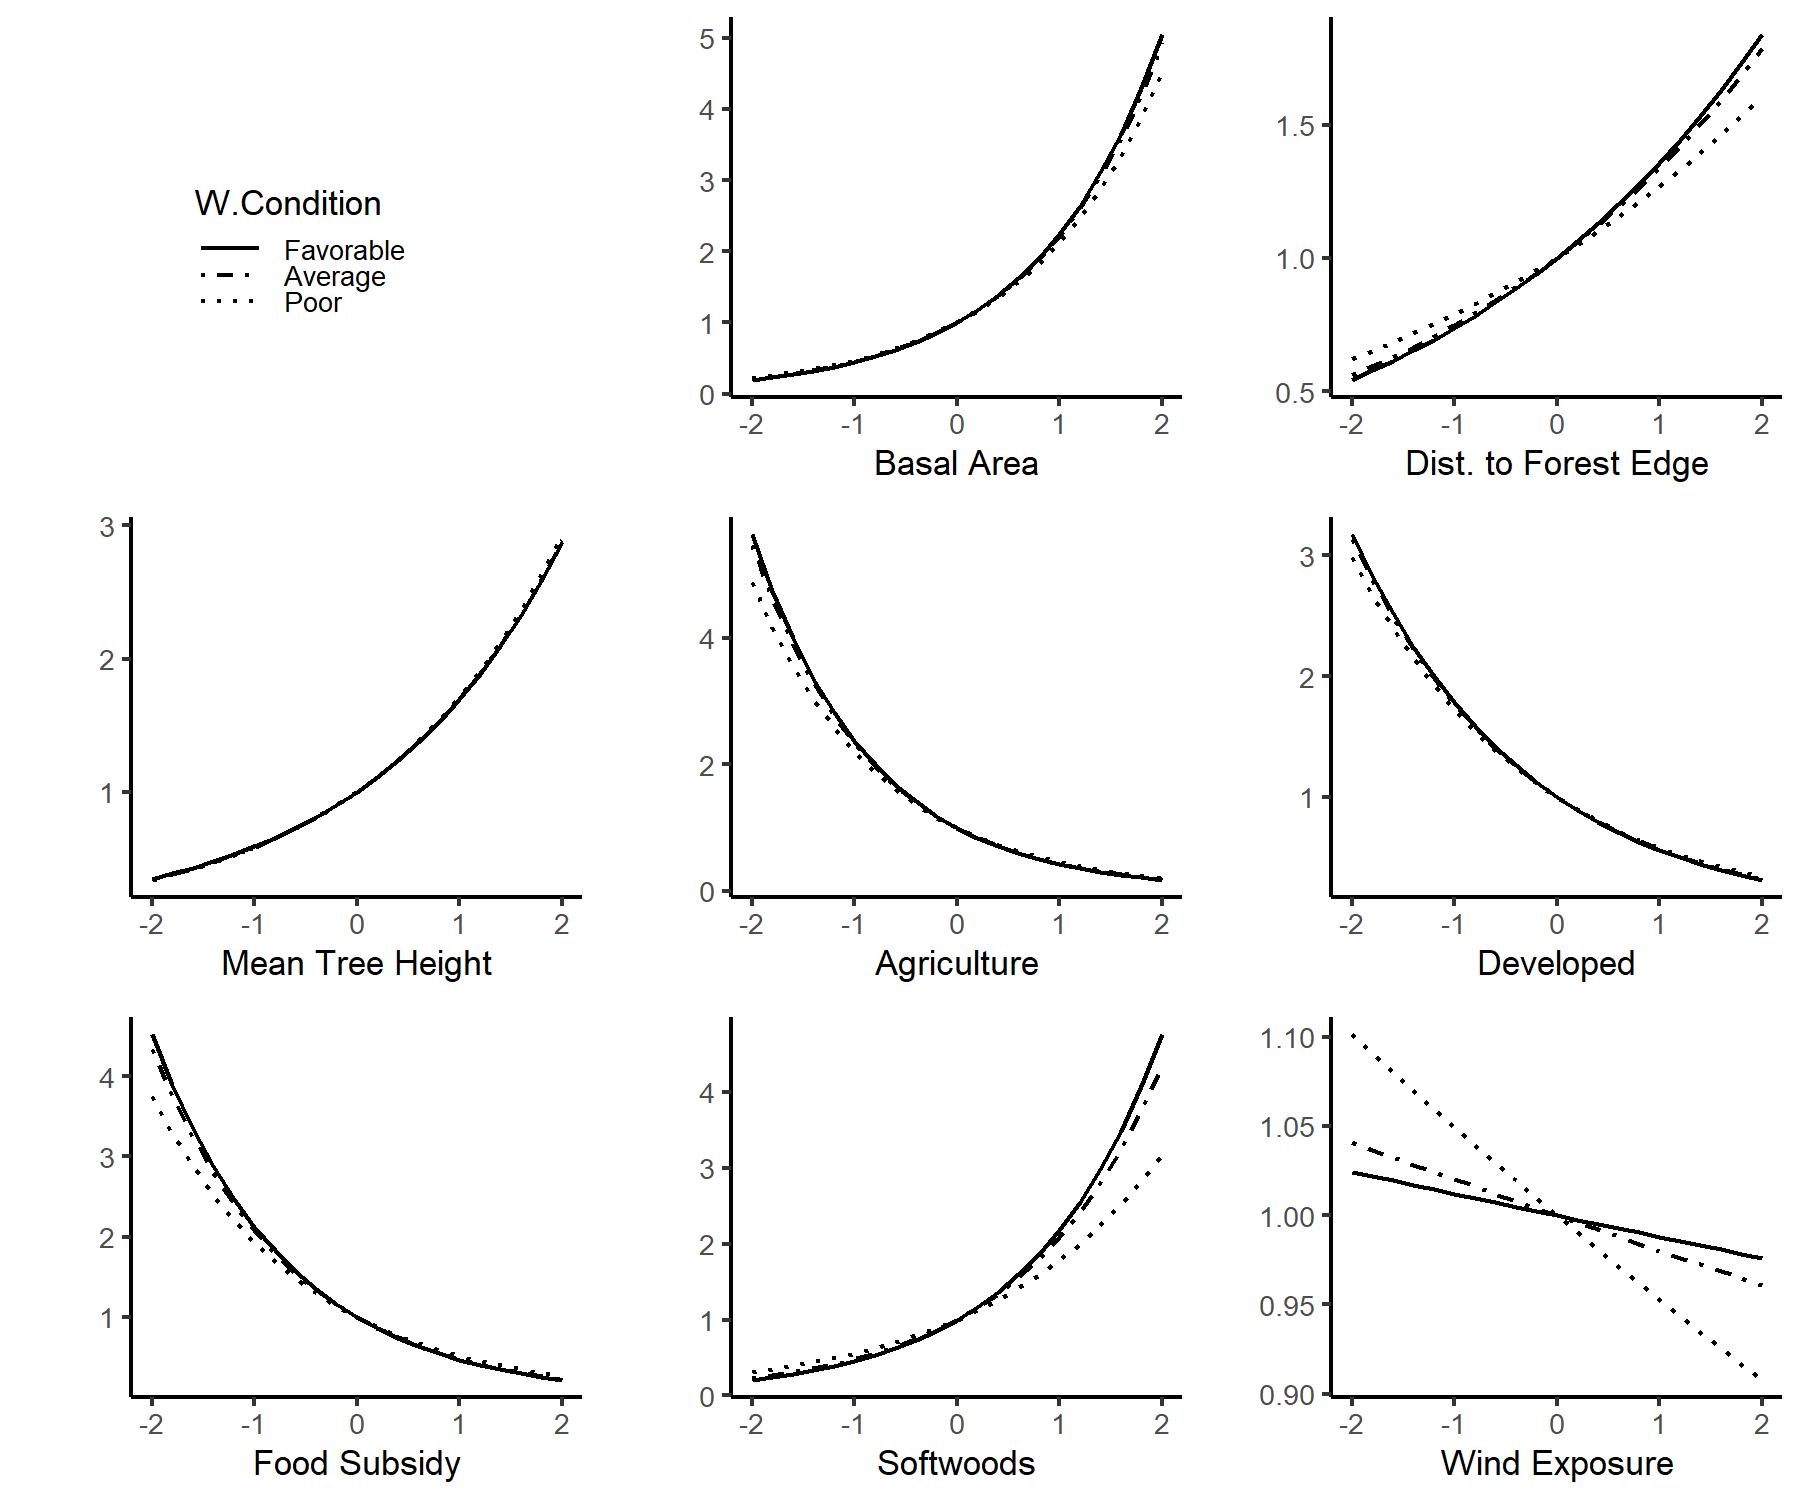 W.Condition
Favorable
Average
Poor
5
4
3
2
1
0
-2 -1 0 1 2
Basal Area
1.5
1.0
0.5
-2 -1 0 1 2
Dist. to Forest Edge
3
2
1
-2 -1 0 1 2
Mean Tree Height
4
2
0
-2 -1 0 1 2
Agriculture
3
2
1
-2 -1 0 1 2
Developed
4
3
2
1
-2 -1 0 1 2
Food Subsidy
4
3
2
1
0
-2 -1 0 1 2
Softwoods
1.10
1.05
1.00
0.95
0.90
-2 -1 0 1 2
Wind Exposure